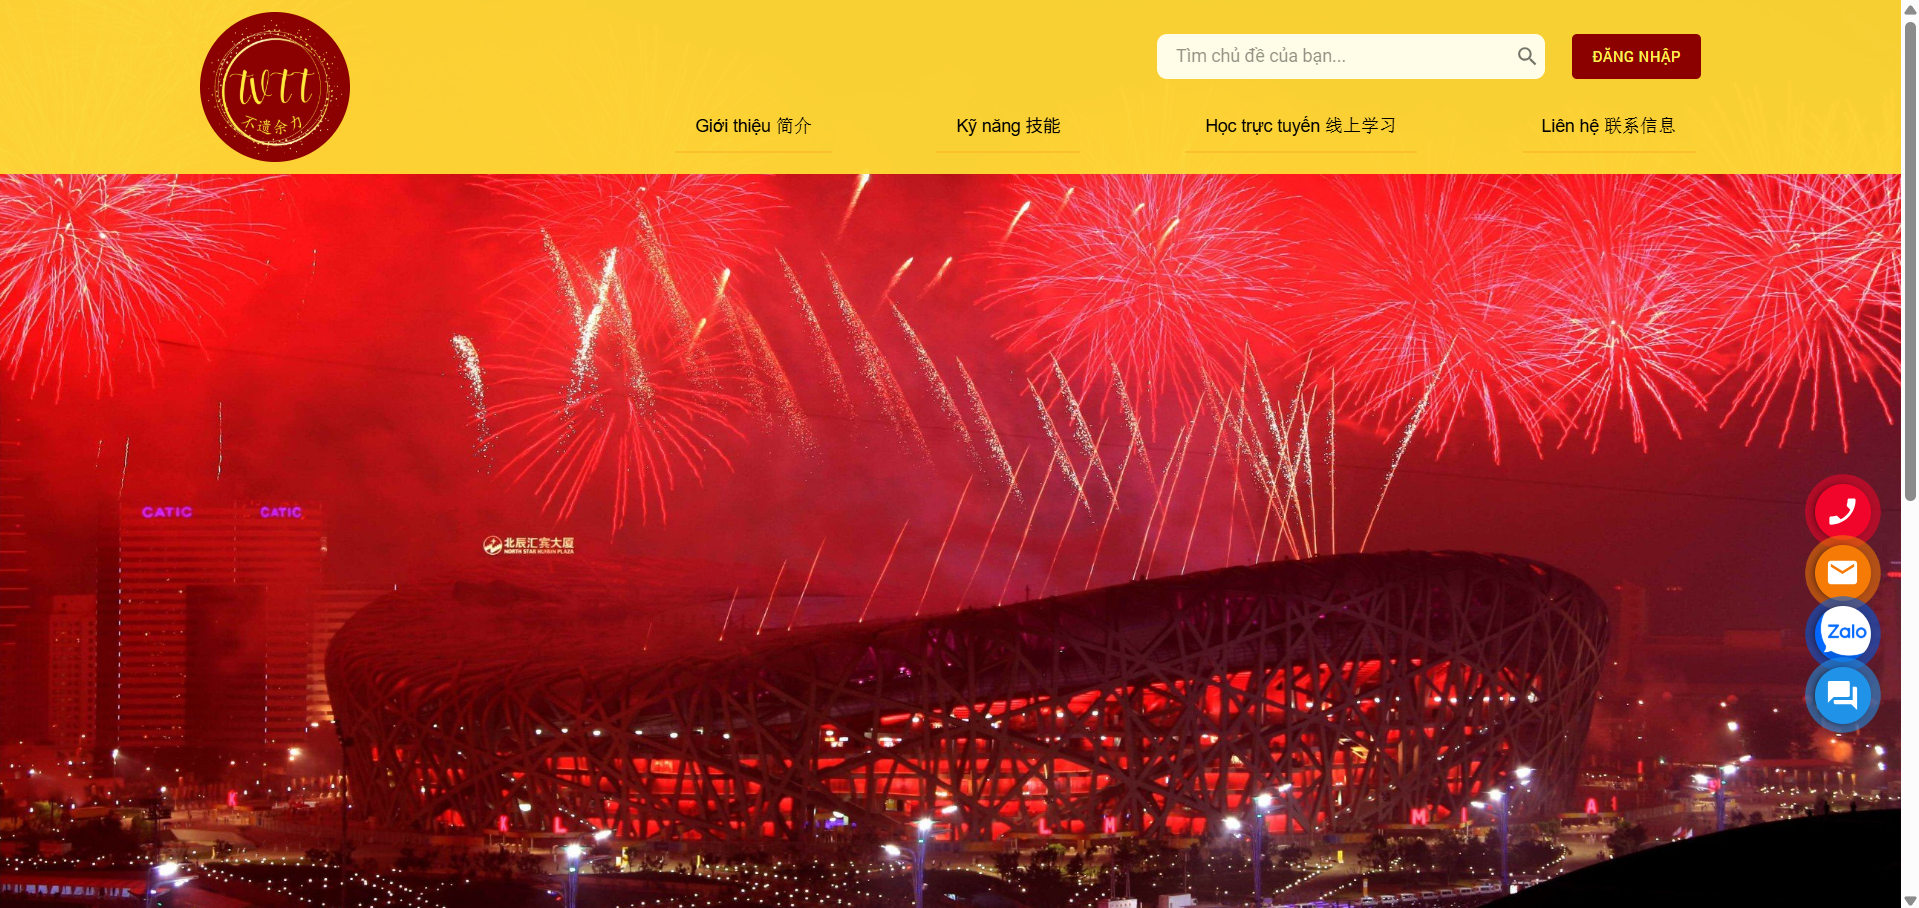 tvtt
不遗余力
Tìm chủ đề của bạn...
ĐĂNG NHẬP
Giới thiệu 简介
Kỹ năng 技能
Học trực tuyến 线上学习
Liên hệ 联系信息
CATIC
CATIC
北辰汇宾大厦
NORTH STAR HUIBIN PLAZA
Zalo